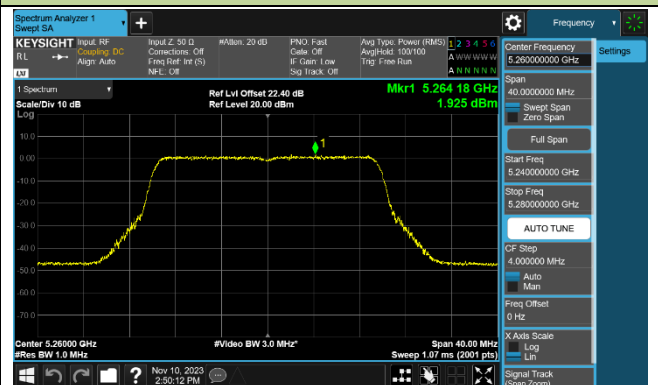 Spectrum Analyzer 1
Swept SA
Frequency
KEYSIGHT
RL
LXI
Input: RF
Coupling: DC
Align: Auto
Input Z: 50 Ω
Corrections: Off
Freq Ref: Int (S)
NFE: Off
#Atten: 20 dB
PNO: Fast
Gate: Off
IF Gain: Low
Sig Track: Off
Avg Type: Power (RMS)
Avg|Hold: 100/100
Trig: Free Run
1 2 3 4 5 6
A W W W W W
A N N N N N
1 Spectrum
Scale/Div 10 dB
Log
Ref Lvl Offset 22.40 dB
Ref Level 20.00 dBm
Mkr1 5.264 18 GHz
1.925 dBm
10.0
0.00
-10.0
-20.0
-30.0
-40.0
-50.0
-60.0
-70.0
1
Center 5.26000 GHz
#Res BW 1.0 MHz
#Video BW 3.0 MHz*
Span 40.00 MHz
Sweep 1.07 ms (2001 pts)
Nov 10, 2023
2:50:12 PM
Center Frequency
5.260000000 GHz
Settings
Span
40.0000000 MHz
Swept Span
Zero Span
Full Span
Start Freq
5.240000000 GHz
Stop Freq
5.280000000 GHz
AUTO TUNE
CF Step
4.000000 MHz
Auto
Man
Freq Offset
0 Hz
X Axis Scale
Log
Lin
Signal Track
(Span Zoom)